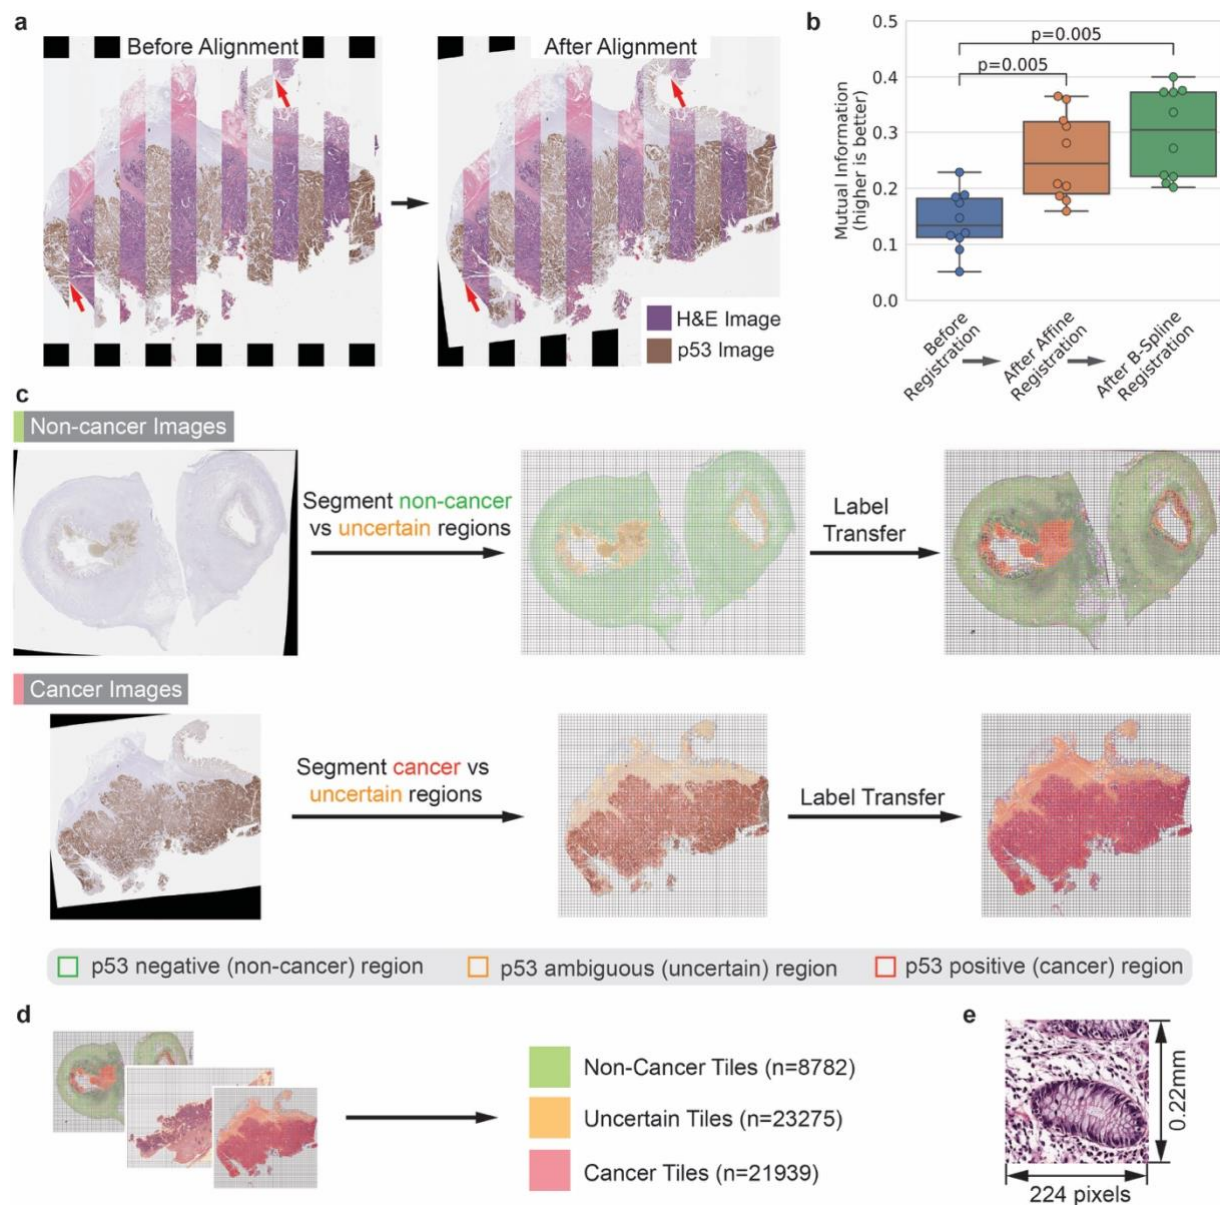 a
Before Alignment
After Alignment
H&E Image
p53 Image
b
0.5
0.4
0.3
0.2
0.1
0.0
Mutual Information
(higher is better)
p=0.005
p=0.005
Before
Registration
After Affine
Registration
After B-Spline
Registration
c
Non-cancer Images
Segment non-cancer
vs uncertain regions
Label
Transfer
Cancer Images
Segment cancer vs
uncertain regions
Label Transfer
p53 negative (non-cancer) region
p53 ambiguous (uncertain) region
p53 positive (cancer) region
d
Non-Cancer Tiles (n=8782)
Uncertain Tiles (n=23275)
Cancer Tiles (n=21939)
e
0.22mm
224 pixels